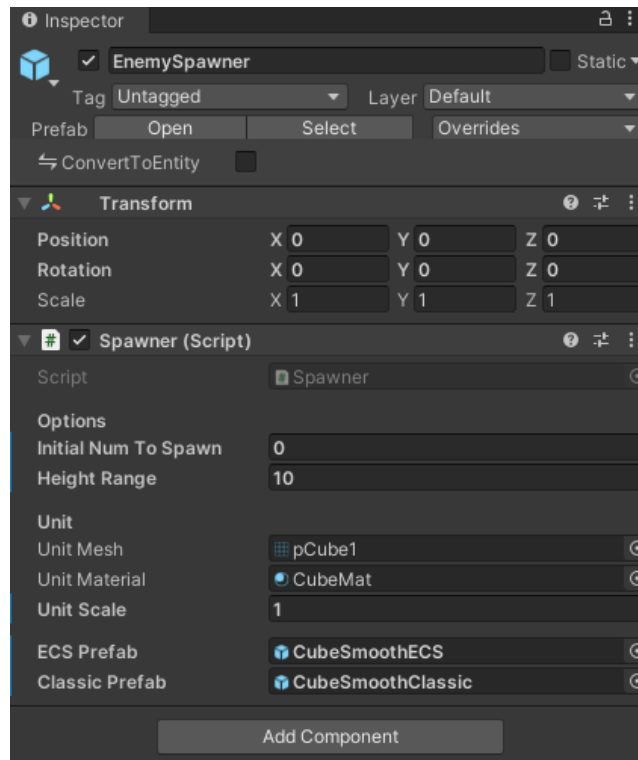 Inspector
EnemySpawner Static
Tag Untagged Layer Default
Prefab Open Select Overrides
ConvertToEntity
Transform
Position X 0 Y 0 Z 0
Rotation X 0 Y 0 Z 0
Scale X 1 Y 1 Z 1
# Spawner (Script)
Script # Spawner
Options
Initial Num To Spawn 0
Height Range 10
Unit
Unit Mesh pCube1
Unit Material CubeMat
Unit Scale 1
ECS Prefab CubeSmoothECS
Classic Prefab CubeSmoothClassic
Add Component